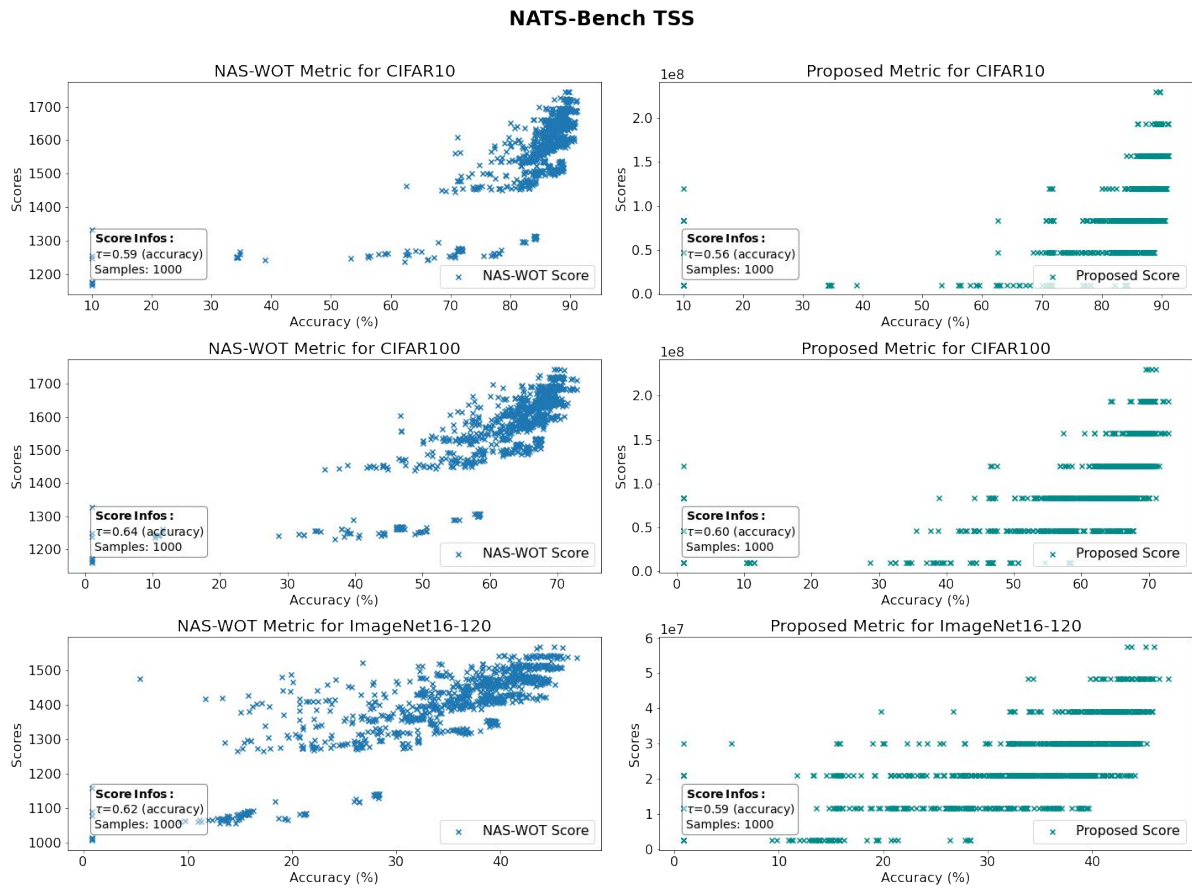 NATS-Bench TSS
NAS-WOT Metric for CIFAR10
Scores
1700
1600
1500
1400
1300
1200
Score Infos:
τ=0.59 (accuracy)
Samples: 1000
NAS-WOT Score
10 20 30 40 50 60 70 80 90
Accuracy (%)
Proposed Metric for CIFAR10
1e8
Scores
2.0
1.5
1.0
0.5
0.0
Score Infos:
τ=0.56 (accuracy)
Samples: 1000
Proposed Score
10 20 30 40 50 60 70 80 90
Accuracy (%)
NAS-WOT Metric for CIFAR100
Scores
1700
1600
1500
1400
1300
1200
Score Infos:
τ=0.64 (accuracy)
Samples: 1000
NAS-WOT Score
0 10 20 30 40 50 60 70
Accuracy (%)
Proposed Metric for CIFAR100
1e8
Scores
2.0
1.5
1.0
0.5
0.0
Score Infos:
τ=0.60 (accuracy)
Samples: 1000
Proposed Score
0 10 20 30 40 50 60 70
Accuracy (%)
NAS-WOT Metric for ImageNet16-120
Scores
1500
1400
1300
1200
1100
1000
Score Infos:
τ=0.62 (accuracy)
Samples: 1000
NAS-WOT Score
0 10 20 30 40
Accuracy (%)
Proposed Metric for ImageNet16-120
1e7
Scores
6
5
4
3
2
1
0
Score Infos:
τ=0.59 (accuracy)
Samples: 1000
Proposed Score
0 10 20 30 40
Accuracy (%)